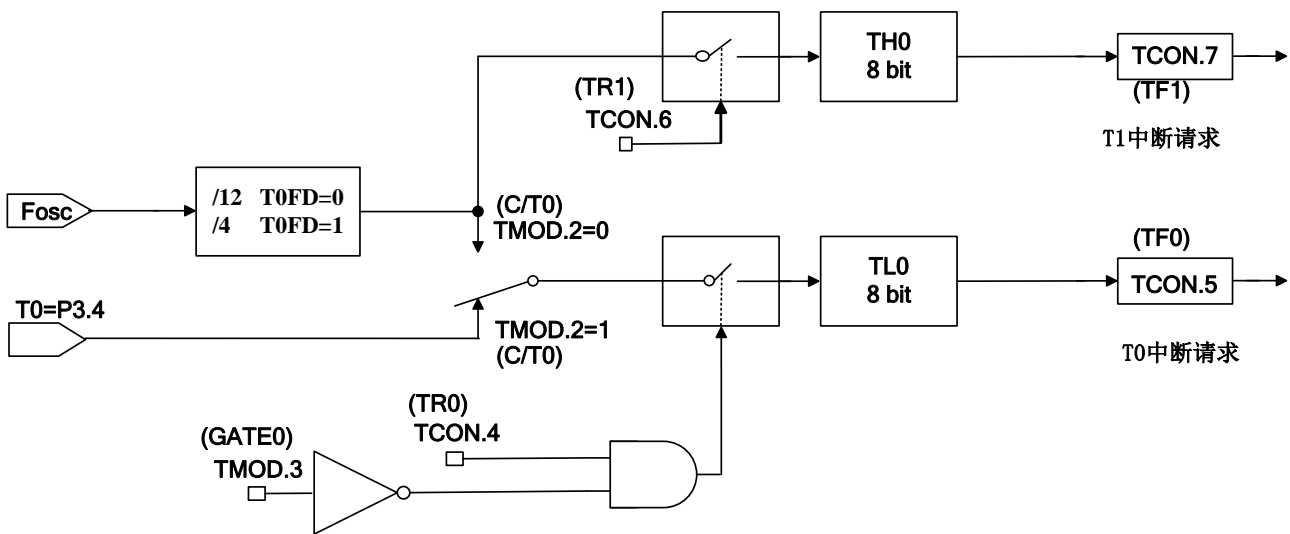 TH0
8 bit
TCON.7
(TF1)
T1中断请求
(TR1)
TCON.6
Fosc
/12 T0FD=0
/4 T0FD=1
(C/T0)
TMOD.2=0
TL0
8 bit
(TF0)
TCON.5
T0中断请求
T0=P3.4
TMOD.2=1
(C/T0)
(TR0)
TCON.4
(GATE0)
TMOD.3